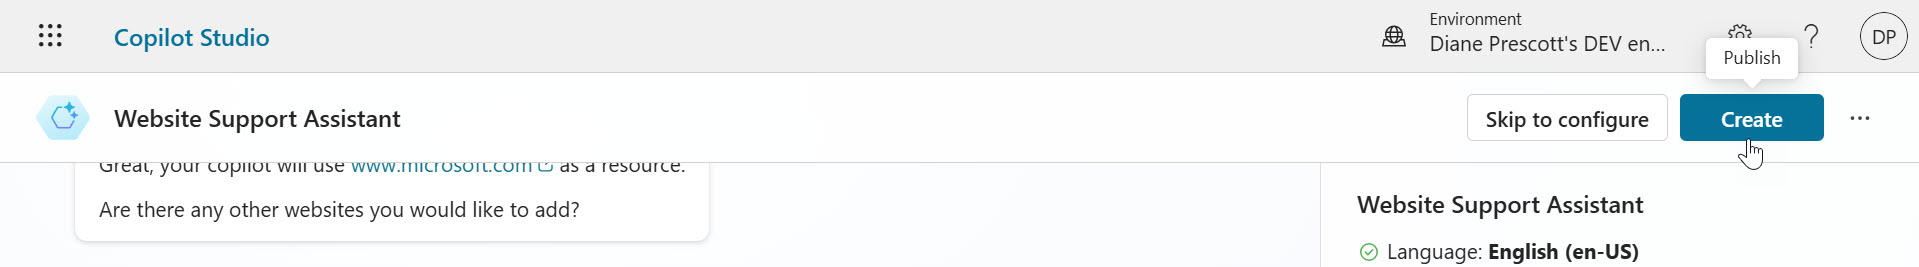 Copilot Studio
Environment
Diane Prescott's DEV en...
?
DP
Publish
Website Support Assistant
Skip to configure
Create
...
Great, your copilot will use www.microsoft.com as a resource.
Are there any other websites you would like to add?
Website Support Assistant
Language: English (en-US)